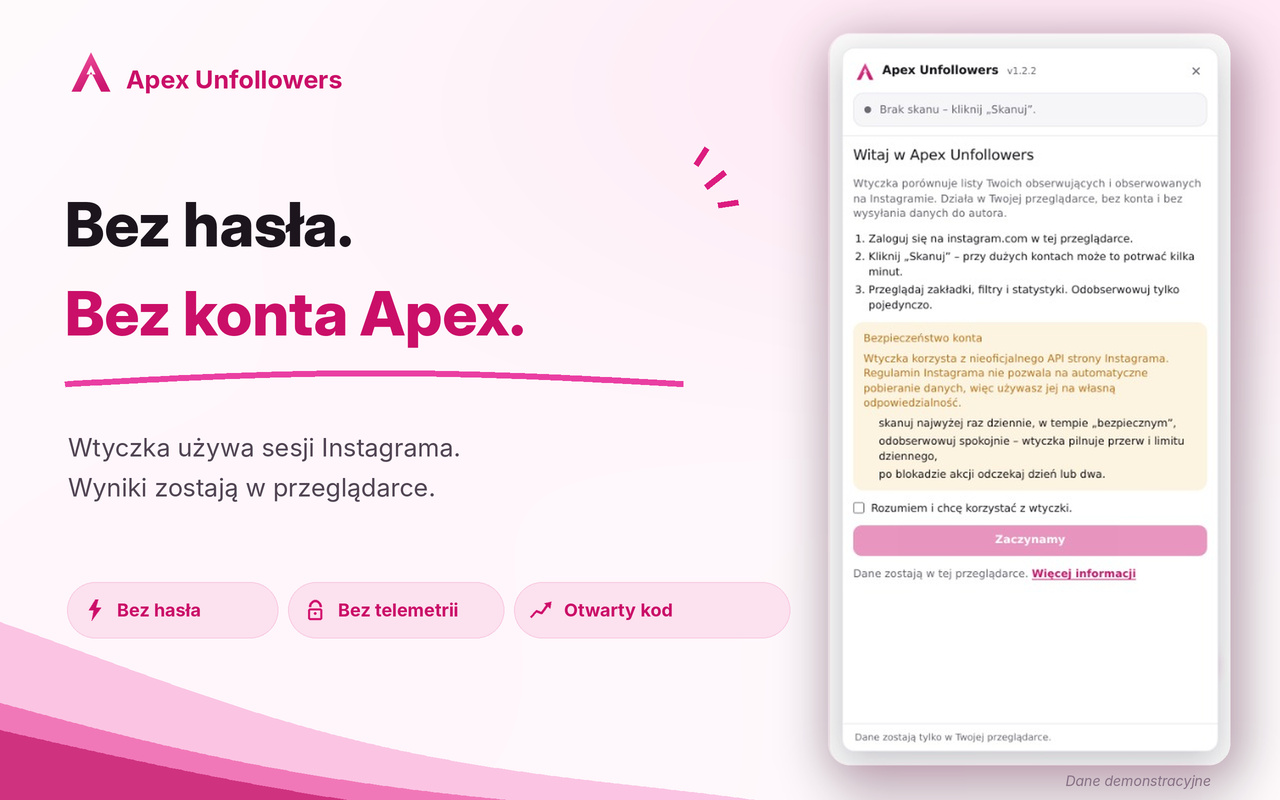 Apex Unfollowers
Bez hasła.
Bez konta Apex.
Wtyczka używa sesji Instagrama.
Wyniki zostają w przeglądarce.
Bez hasła
Bez telemetrii
Otwarty kod
Apex Unfollowers v1.2.2 ×
Brak skanu – kliknij „Skanuj”.
Witaj w Apex Unfollowers
Wtyczka porównuje listy Twoich obserwujących i obserwowanych
na Instagramie. Działa w Twojej przeglądarce, bez konta i bez
wysyłania danych do autora.
1. Zaloguj się na instagram.com w tej przeglądarce.
2. Kliknij „Skanuj” – przy dużych kontach może to potrwać kilka
minut.
3. Przeglądaj zakładki, filtry i statystyki. Odobserwowuj tylko
pojedynczo.
Bezpieczeństwo konta
Wtyczka korzysta z nieoficjalnego API strony Instagrama.
Regulamin Instagrama nie pozwala na automatyczne
pobieranie danych, więc używasz jej na własną
odpowiedzialność.
skanuj najwyżej raz dziennie, w tempie „bezpiecznym”,
odobserwowuj spokojnie – wtyczka pilnuje przerw i limitu
dziennego,
po blokadzie akcji odczekaj dzień lub dwa.
Rozumiem i chcę korzystać z wtyczki.
Zaczynamy
Dane zostają w tej przeglądarce. Więcej informacji
Dane zostają tylko w Twojej przeglądarce.
Dane demonstracyjne